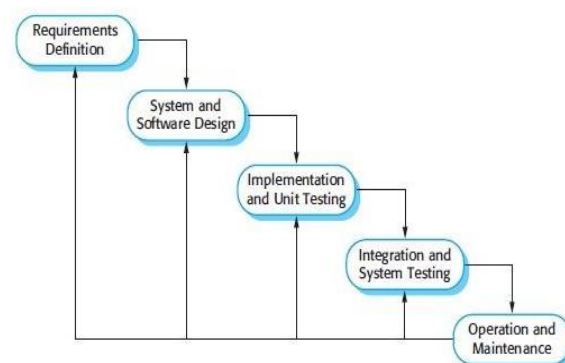 Requirements
Definition
System and
Software Design
Implementation
and Unit Testing
Integration and
System Testing
Operation and
Maintenance